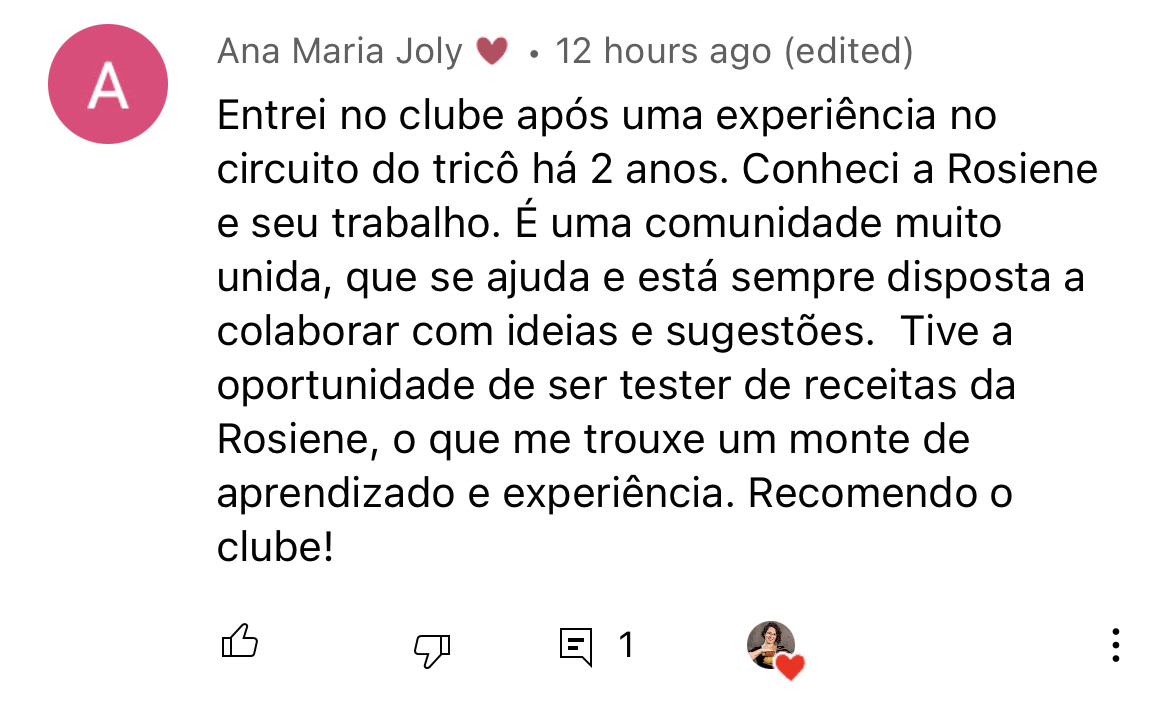 A
Ana Maria Joly ❤ • 12 hours ago (edited)
Entrei no clube após uma experiência no
circuito do tricô há 2 anos. Conheci a Rosiene
e seu trabalho. É uma comunidade muito
unida, que se ajuda e está sempre disposta a
colaborar com ideias e sugestões.  Tive a
oportunidade de ser tester de receitas da
Rosiene, o que me trouxe um monte de
aprendizado e experiência. Recomendo o
clube!
1